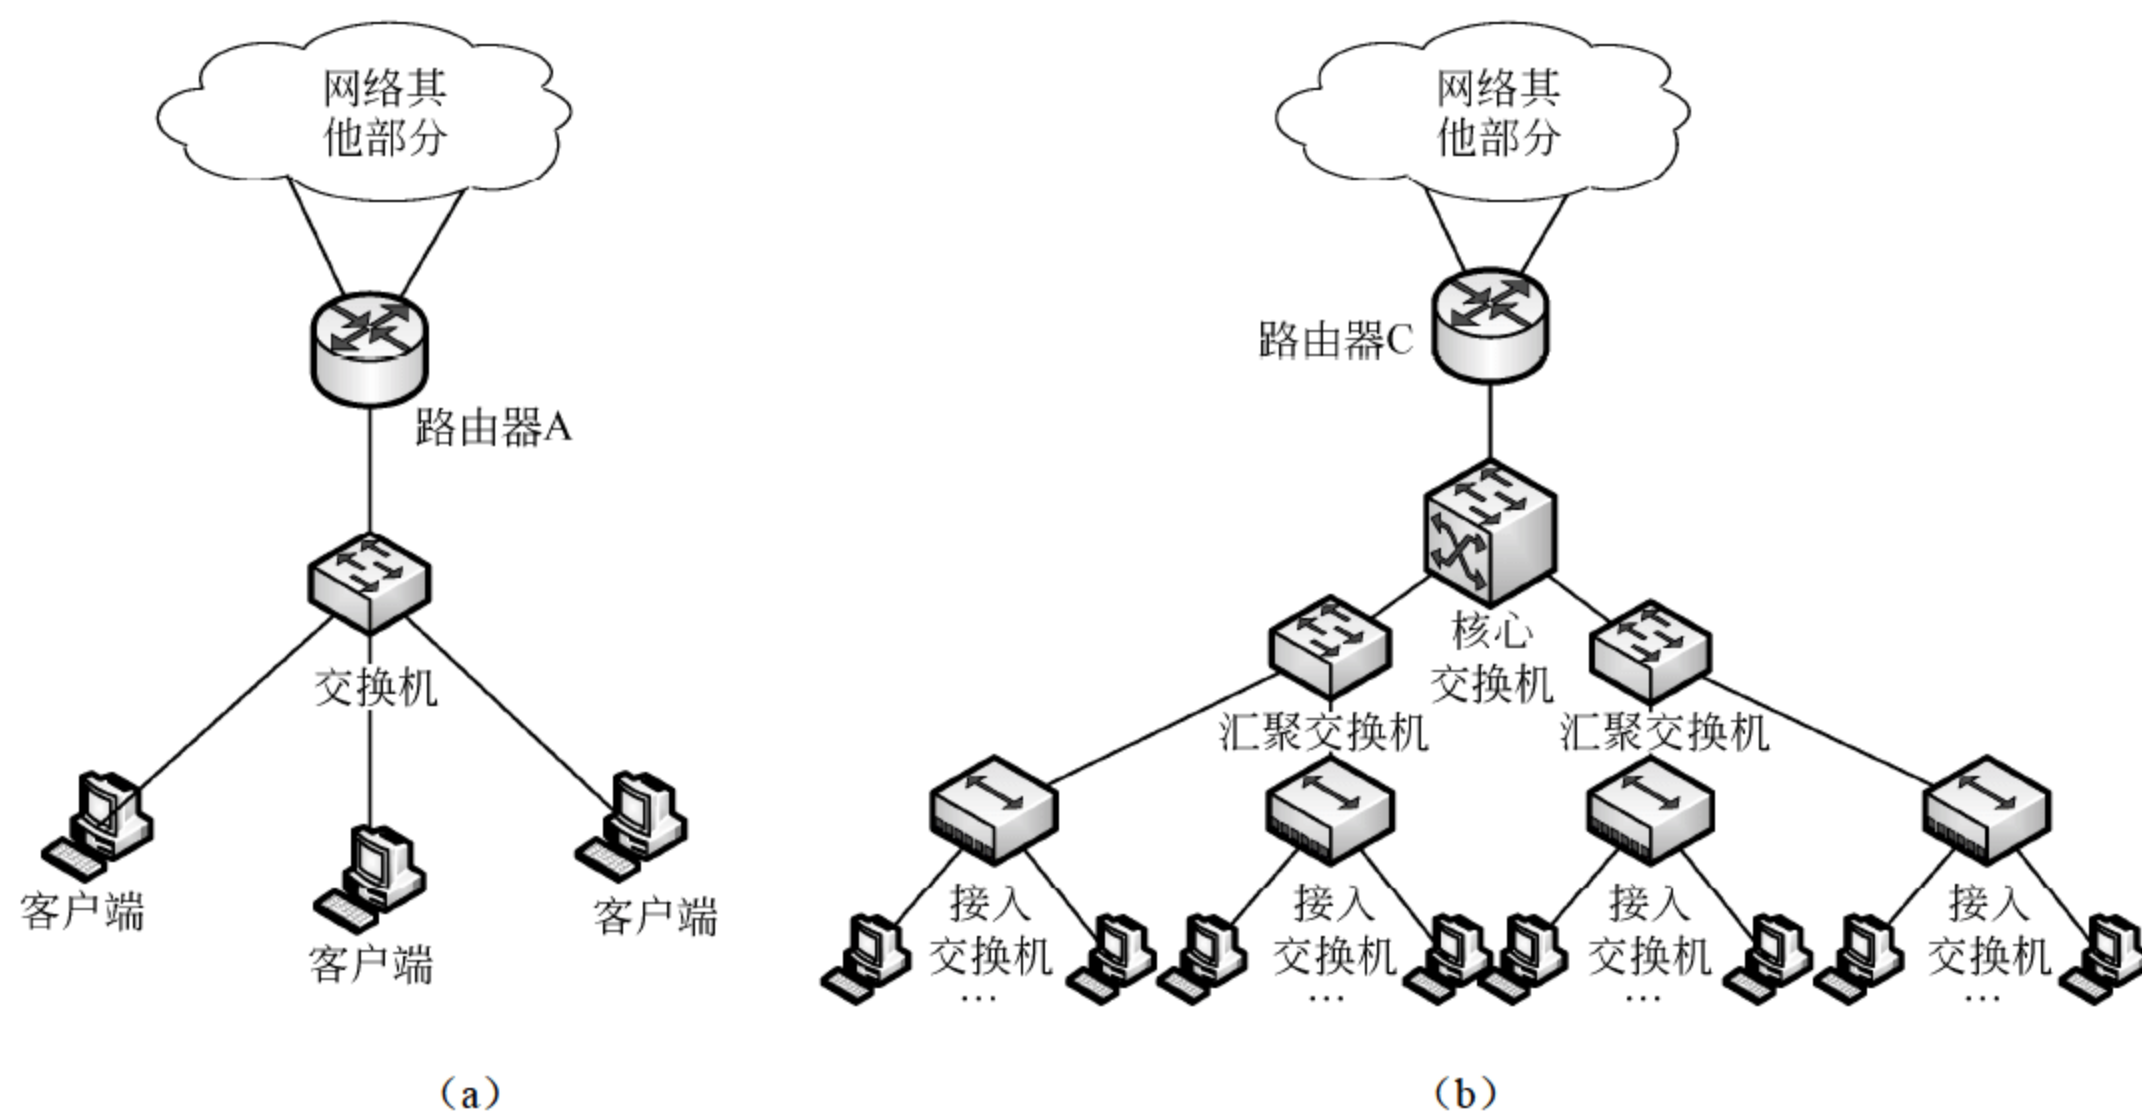 网络其
他部分
路由器A
交换机
客户端
客户端
客户端
(a)
网络其
他部分
路由器C
核心
交换机
汇聚交换机
汇聚交换机
接入
交换机
…
接入
交换机
…
接入
交换机
…
接入
交换机
…
(b)